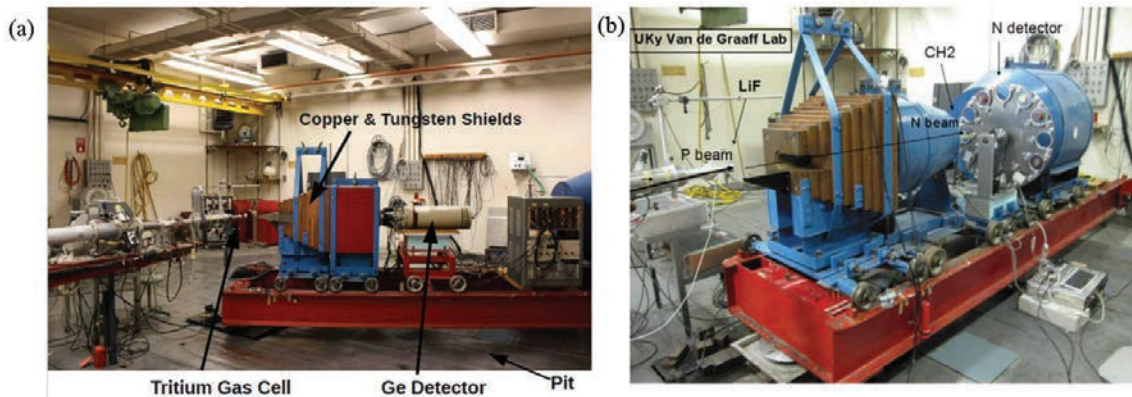 (a)
Copper & Tungsten Shields
Tritium Gas Cell
Ge Detector
Pit
(b)
UKy Van de Graaff Lab
N detector
CH2
LiF
N beam
P beam